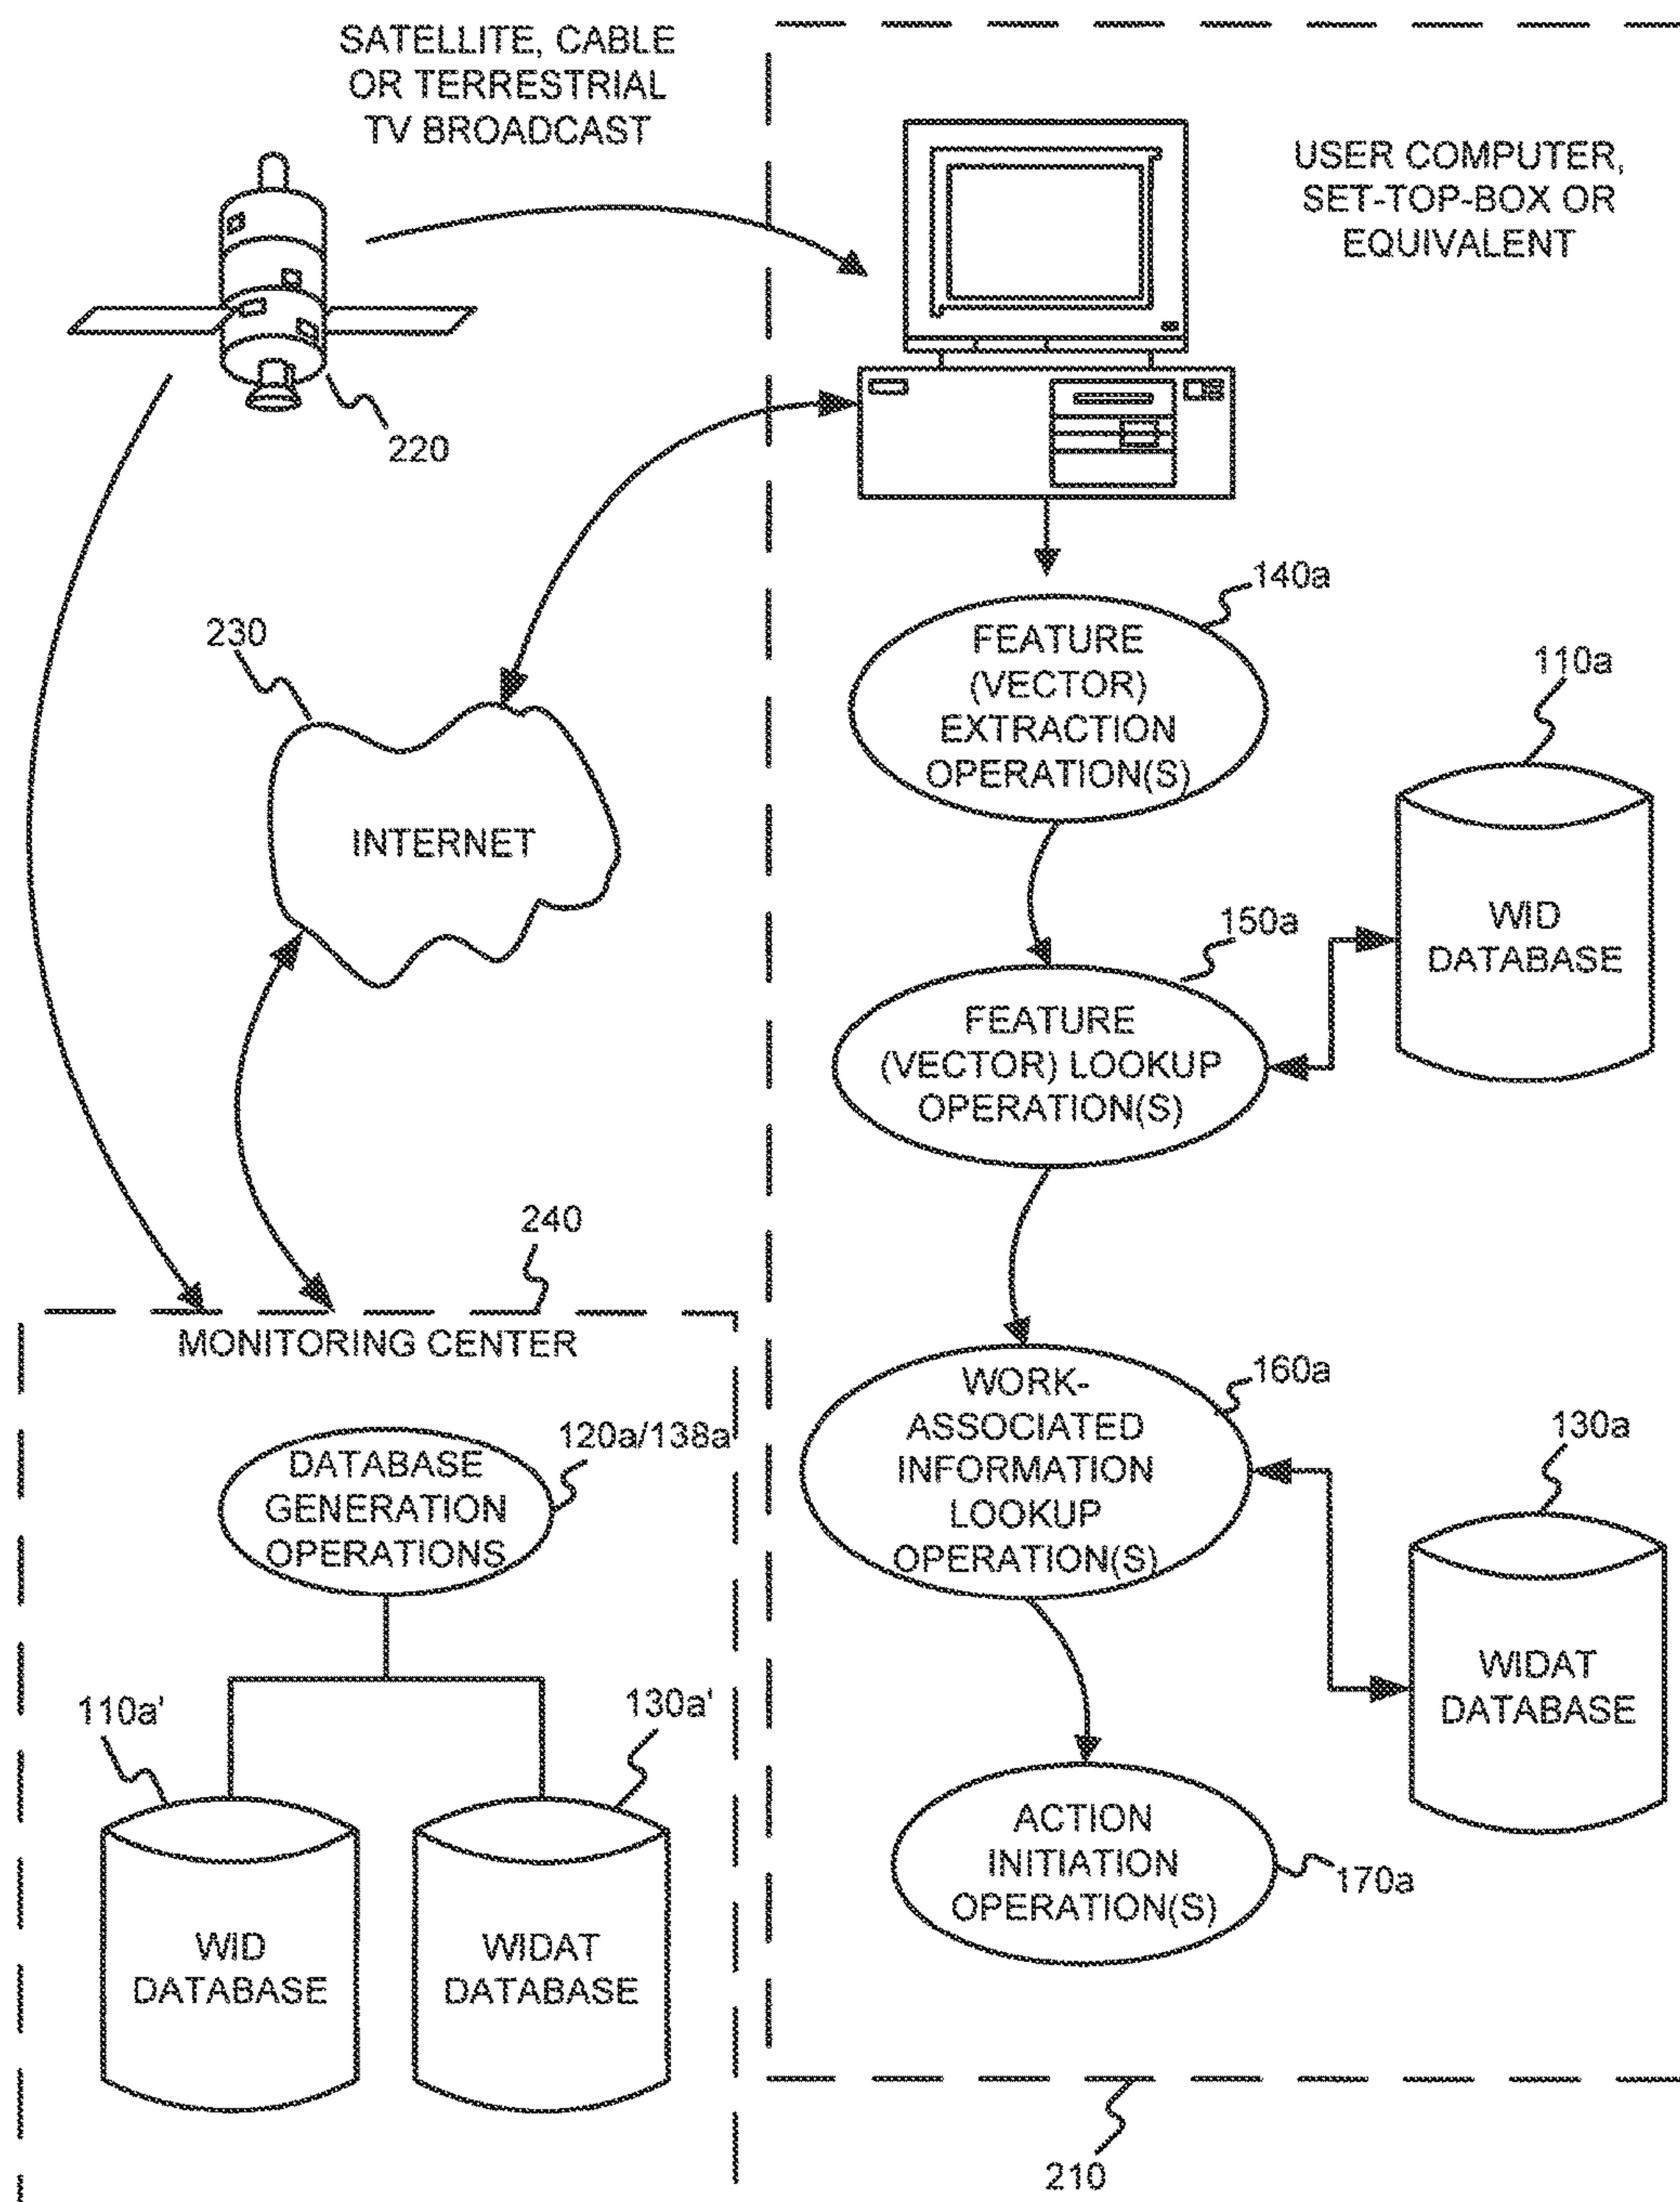 SATELLITE, CABLE
OR TERRESTRIAL
TV BROADCAST
USER COMPUTER,
SET-TOP-BOX OR
EQUIVALENT
220
140a
FEATURE
(VECTOR)
EXTRACTION
OPERATION(S)
230
INTERNET
110a
WID
DATABASE
150a
FEATURE
(VECTOR) LOOKUP
OPERATION(S)
240
MONITORING CENTER
120a/138a
DATABASE
GENERATION
OPERATIONS
160a
WORK-
ASSOCIATED
INFORMATION
LOOKUP
OPERATION(S)
130a
WIDAT
DATABASE
110a'
130a'
WID
DATABASE
WIDAT
DATABASE
ACTION
INITIATION
OPERATION(S)
170a
210